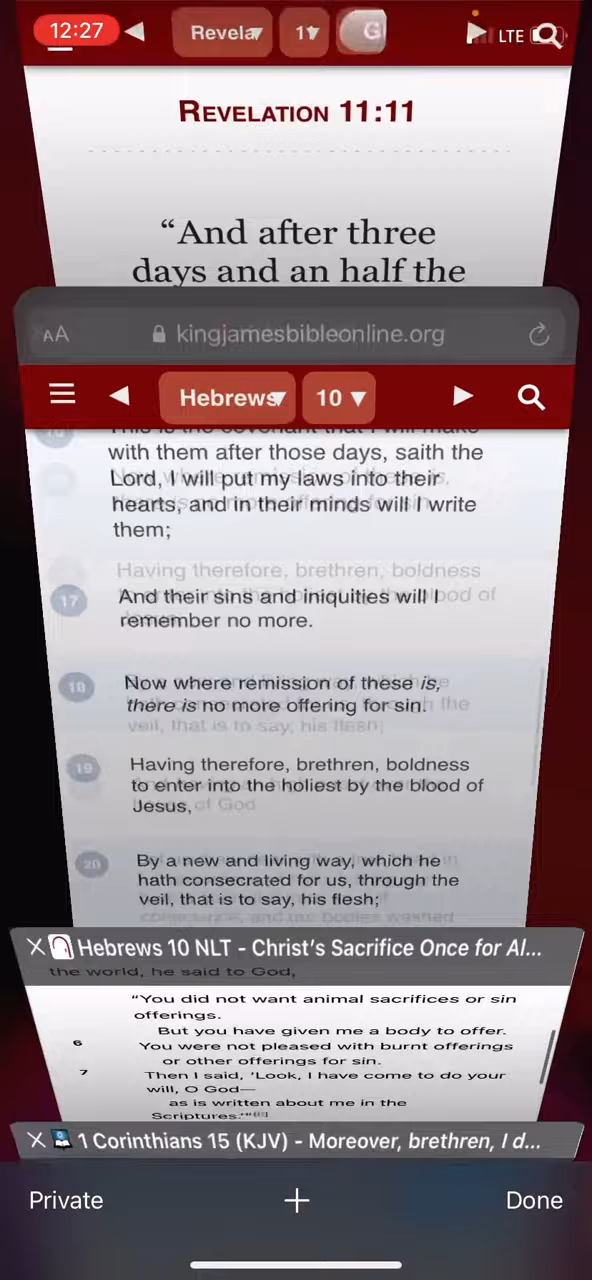 12:27
Revela
1
G
LTE
REVELATION 11:11
“And after three
days and an half the
AA
kingjamesbibleonline.org
Hebrews
10
This is the covenant that I will make
with them after those days, saith the
Lord, I will put my laws into their
hearts, and in their minds will I write
them;
17
And their sins and iniquities will I
remember no more.
18
Now where remission of these is,
there is no more offering for sin.
19
Having therefore, brethren, boldness
to enter into the holiest by the blood of
Jesus,
20
By a new and living way, which he
hath consecrated for us, through the
veil, that is to say, his flesh;
Hebrews 10 NLT - Christ’s Sacrifice Once for Al...
the world, he said to God,
“You did not want animal sacrifices or sin
offerings.
But you have given me a body to offer.
6
You were not pleased with burnt offerings
or other offerings for sin.
7
Then I said, ‘Look, I have come to do your
will, O God—
as is written about me in the
Scriptures.’”
1 Corinthians 15 (KJV) - Moreover, brethren, I d...
Private
Done